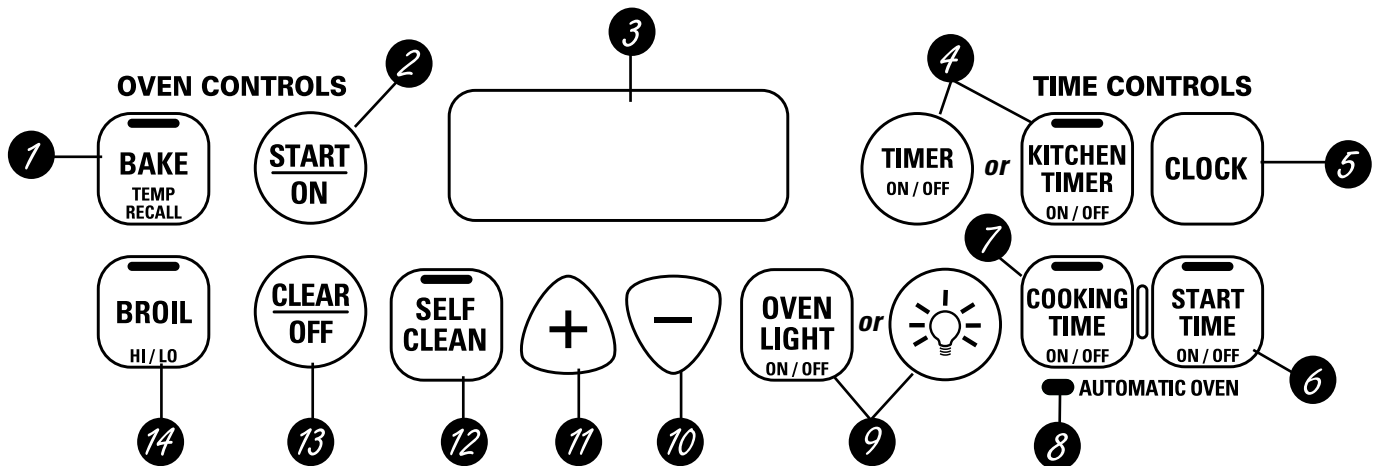 3
2
4
OVEN CONTROLS
TIME CONTROLS
1
BAKE
TEMP
RECALL
START
ON
TIMER
ON / OFF
or
KITCHEN
TIMER
ON / OFF
CLOCK
5
7
BROIL
HI / LO
CLEAR
OFF
SELF
CLEAN
+
−
OVEN
LIGHT
ON / OFF
or
COOKING
TIME
ON / OFF
START
TIME
ON / OFF
6
AUTOMATIC OVEN
14
13
12
11
10
9
8